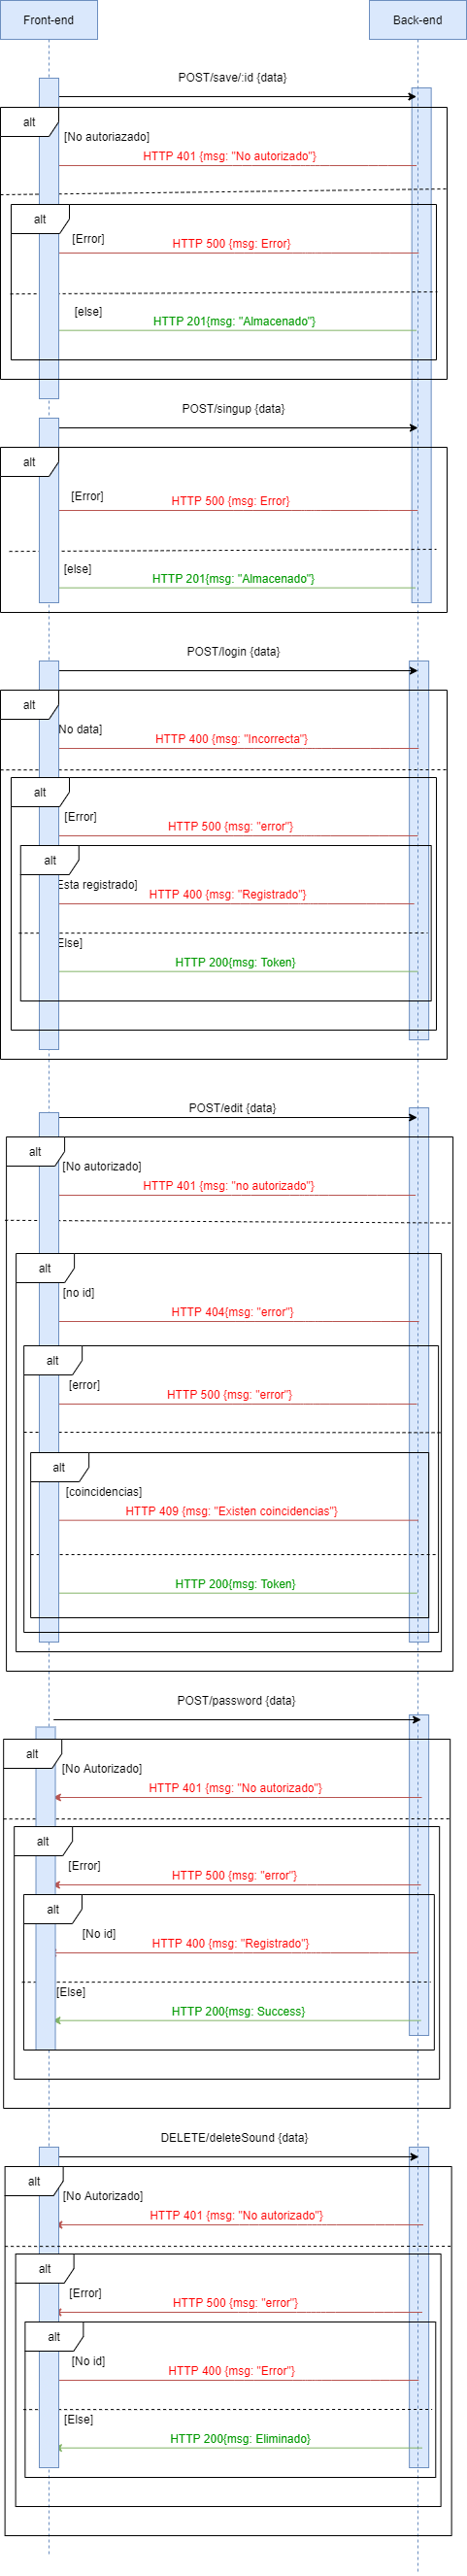 Front-end
Back-end
POST/save/:id {data}
alt
[No autoriazado]
HTTP 401 {msg: "No autorizado"}
alt
[Error]
HTTP 500 {msg: Error}
[else]
HTTP 201{msg: "Almacenado"}
POST/singup {data}
alt
[Error]
HTTP 500 {msg: Error}
[else]
HTTP 201{msg: "Almacenado"}
POST/login {data}
alt
No data]
HTTP 400 {msg: "Incorrecta"}
alt
[Error]
HTTP 500 {msg: "error"}
alt
Esta registrado]
HTTP 400 {msg: "Registrado"}
Else]
HTTP 200{msg: Token}
POST/edit {data}
alt
[No autorizado]
HTTP 401 {msg: "no autorizado"}
alt
[no id]
HTTP 404{msg: "error"}
alt
[error]
HTTP 500 {msg: "error"}
alt
[coincidencias]
HTTP 409 {msg: "Existen coincidencias"}
HTTP 200{msg: Token}
POST/password {data}
alt
[No Autorizado]
HTTP 401 {msg: "No autorizado"}
alt
[Error]
HTTP 500 {msg: "error"}
alt
[No id]
HTTP 400 {msg: "Registrado"}
[Else]
HTTP 200{msg: Success}
DELETE/deleteSound {data}
alt
[No Autorizado]
HTTP 401 {msg: "No autorizado"}
alt
[Error]
HTTP 500 {msg: "error"}
alt
[No id]
HTTP 400 {msg: "Error"}
[Else]
HTTP 200{msg: Eliminado}